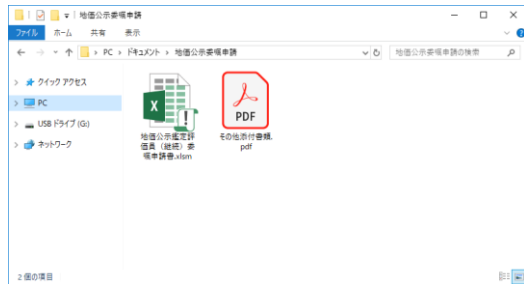 地価公示委嘱申請
ファイル ホーム 共有 表示
PC › ドキュメント › 地価公示委嘱申請
地価公示委嘱申請の検索
クイック アクセス
PC
USB ドライブ (G:)
ネットワーク
地価公示鑑定評
価員(継続)委
嘱申請書.xlsm
PDF
その他添付書類.
pdf
2 個の項目